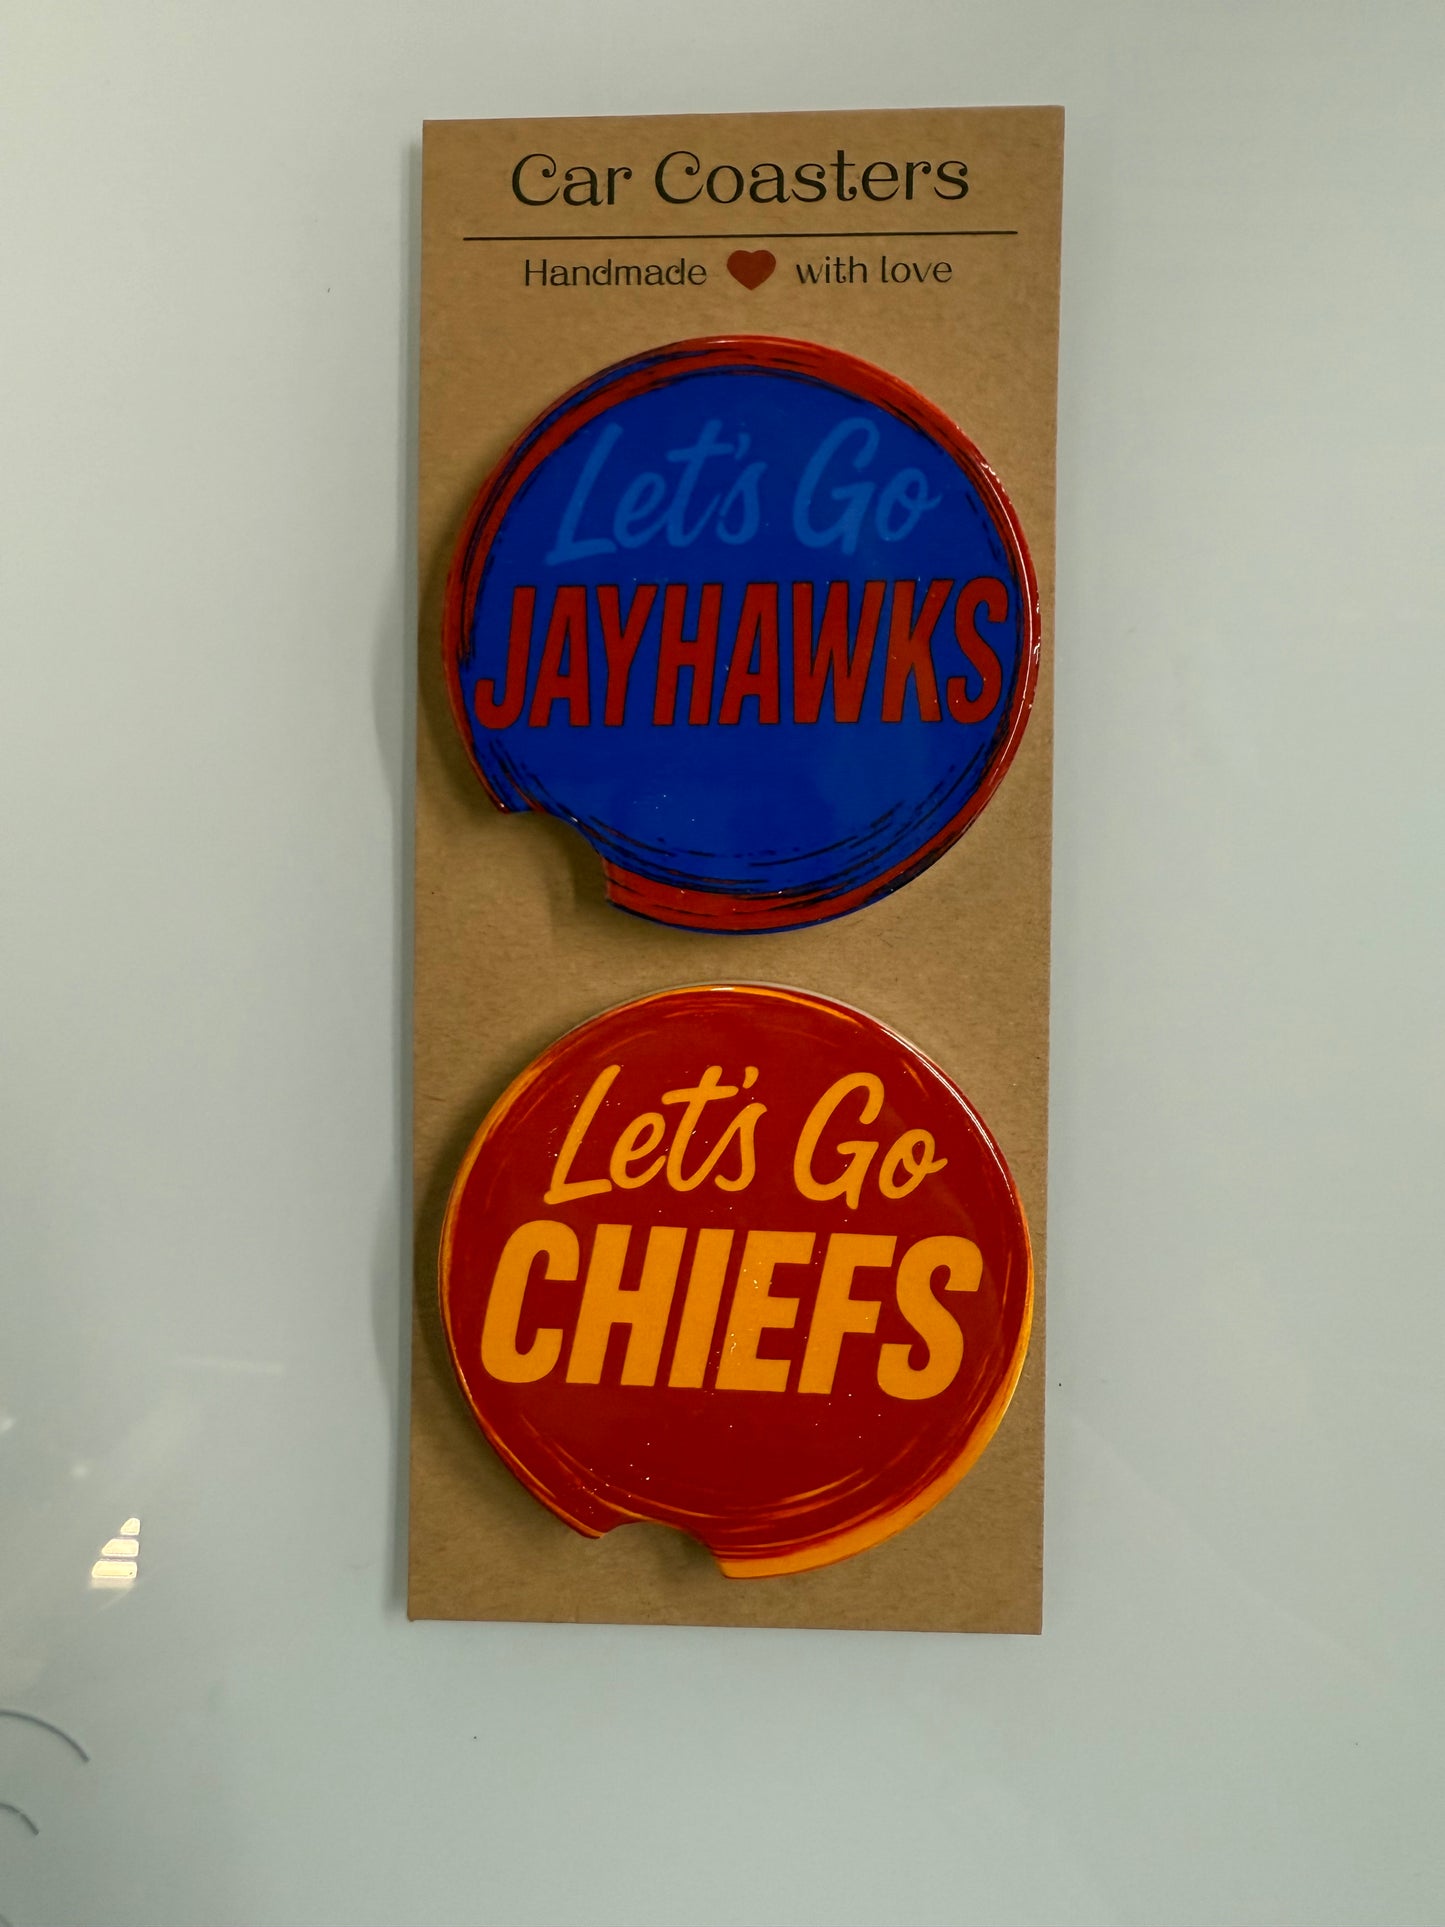 Car Coasters
Handmade with love
Let's Go
JAYHAWKS
Let's Go
CHIEFS